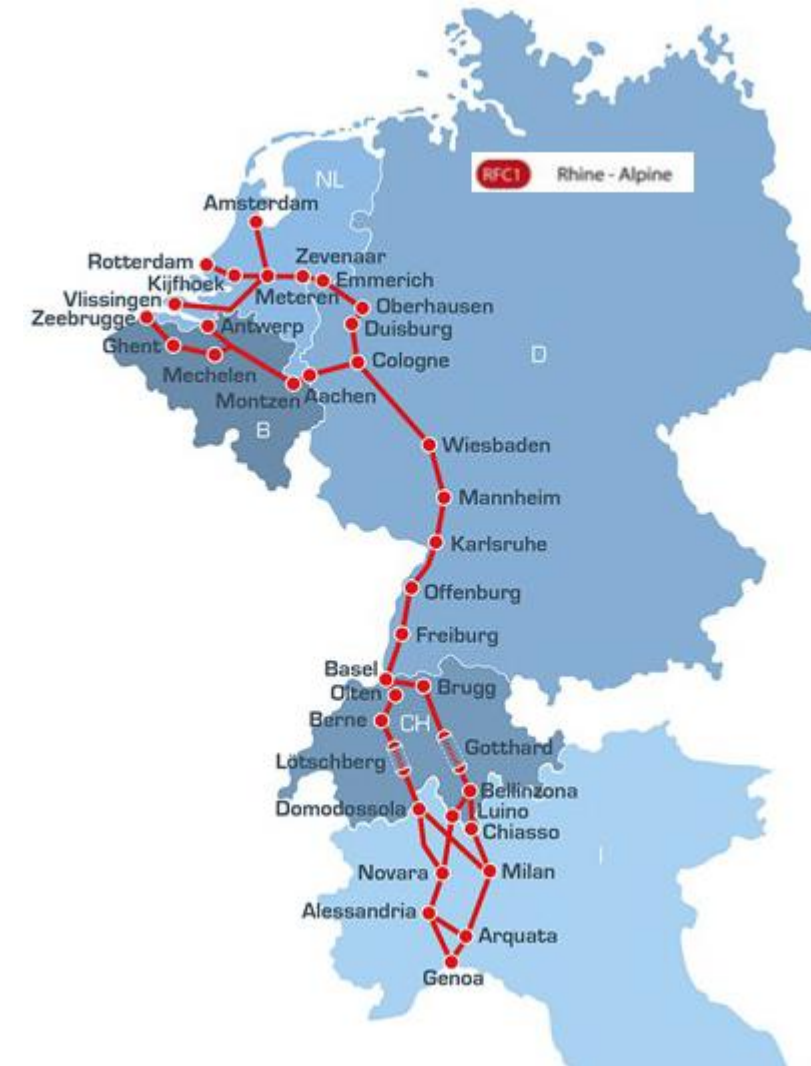 NL
RFC1 Rhine - Alpine
Amsterdam
Rotterdam
Zevenaar
Kijfhoek
Emmerich
Vlissingen
Meteren
Oberhausen
Zeebrugge
Antwerp
Duisburg
Ghent
Cologne
D
Mechelen
Montzen
Aachen
B
Wiesbaden
Mannheim
Karlsruhe
Offenburg
Freiburg
Basel
Olten
Brugg
Berne
CH
Gotthard
Lötschberg
Bellinzona
Domodossola
Luino
Chiasso
I
Novara
Milan
Alessandria
Arquata
Genoa